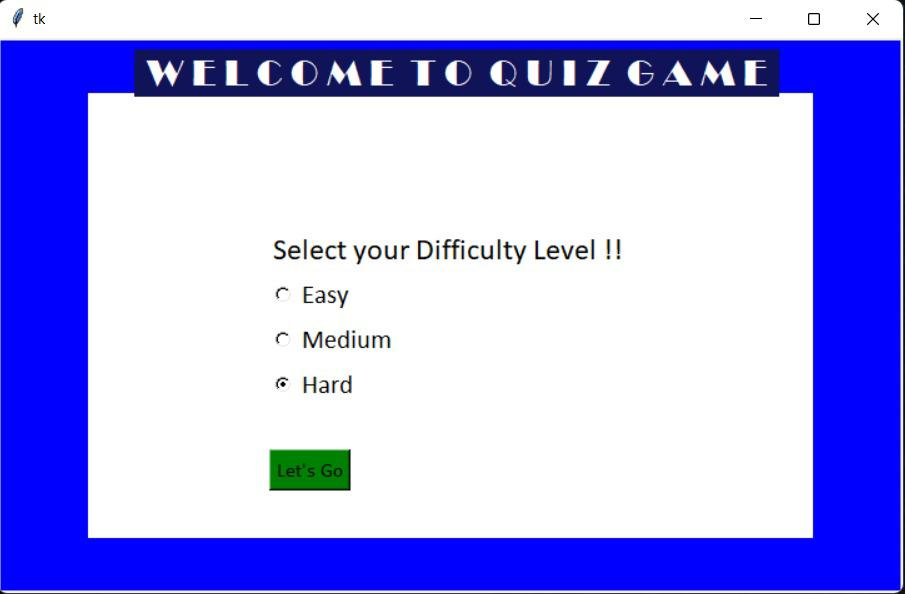 tk
WELCOME TO QUIZ GAME
Select your Difficulty Level !!
Easy
Medium
Hard
Let's Go